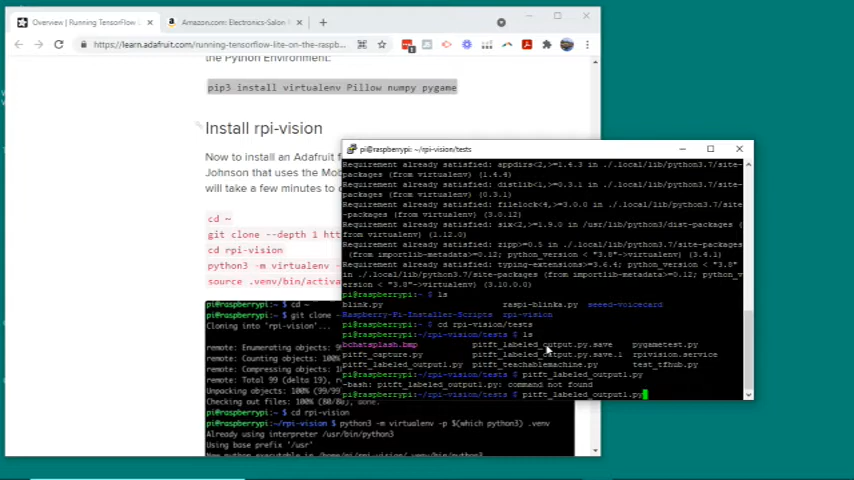 Overview | Running TensorFlow L
Amazon.com: Electronics-Salon
https://learn.adafruit.com/running-tensorflow-lite-on-the-raspb...
the Python Environment:
pip3 install virtualenv Pillow numpy pygame
Install rpi-vision
Now to install an Adafruit f
Johnson that uses the Mob
will take a few minutes to c
cd ~
git clone --depth 1 htt
cd rpi-vision
python3 -m virtualenv -
source .venv/bin/activa
pi@raspberrypi:~ $ cd ~
pi@raspberrypi:~ $ git clone -
Cloning into 'rpi-vision'...
remote: Enumerating objects: 9
remote: Counting objects: 100%
remote: Compressing objects: 1
remote: Total 99 (delta 19), r
Unpacking objects: 100% (99/99
Checking out files: 100% (80/80
pi@raspberrypi:~ $ cd rpi-vision
pi@raspberrypi:~/rpi-vision $ python3 -m virtualenv -p $(which python3) .venv
Already using interpreter /usr/bin/python3
Using base prefix '/usr'
New python executable in /home/pi/rpi-vision/.venv/bin/python3
pi@raspberrypi: ~/rpi-vision/tests
Requirement already satisfied: appdirs<2,>=1.4.3 in ./.local/lib/python3.7/site-
packages (from virtualenv) (1.4.4)
Requirement already satisfied: distlib<1,>=0.3.1 in ./.local/lib/python3.7/site-
packages (from virtualenv) (0.3.1)
Requirement already satisfied: filelock<4,>=3.0.0 in ./.local/lib/python3.7/site
-packages (from virtualenv) (3.0.12)
Requirement already satisfied: six<2,>=1.9.0 in /usr/lib/python3/dist-packages (
from virtualenv) (1.12.0)
Requirement already satisfied: zipp>=0.5 in ./.local/lib/python3.7/site-packages
(from importlib-metadata>=0.12; python_version < "3.8"->virtualenv) (3.4.1)
Requirement already satisfied: typing-extensions>=3.6.4; python_version < "3.8"
in ./.local/lib/python3.7/site-packages (from importlib-metadata>=0.12; python_v
ersion < "3.8"->virtualenv) (3.10.0.0)
pi@raspberrypi:~ $ ls
blink.py raspi-blinka.py seeed-voicecard
Raspberry-Pi-Installer-Scripts rpi-vision
pi@raspberrypi:~ $ cd rpi-vision/tests
pi@raspberrypi:~/rpi-vision/tests $ ls
bchatsplash.bmp pitft_labeled_output.py.save pygametest.py
pitft_capture.py pitft_labeled_output.py.save.1 rpivision.service
pitft_labeled_output1.py pitft_teachablemachine.py test_tfhub.py
pi@raspberrypi:~/rpi-vision/tests $ pitft_labeled_output1.py
-bash: pitft_labeled_output1.py: command not found
pi@raspberrypi:~/rpi-vision/tests $ pitft_labeled_output1.py